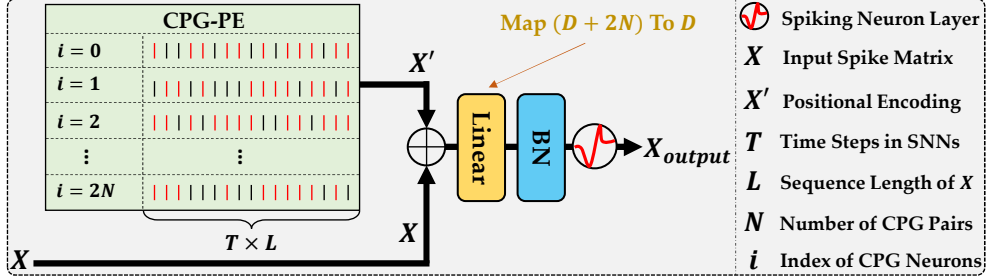 CPG-PE
i = 0
i = 1
i = 2
⋮ ⋮
i = 2N
T × L
X
X
X′
Map (D + 2N) To D
Linear
BN
X_output
Spiking Neuron Layer
X Input Spike Matrix
X′ Positional Encoding
T Time Steps in SNNs
L Sequence Length of X
N Number of CPG Pairs
i Index of CPG Neurons